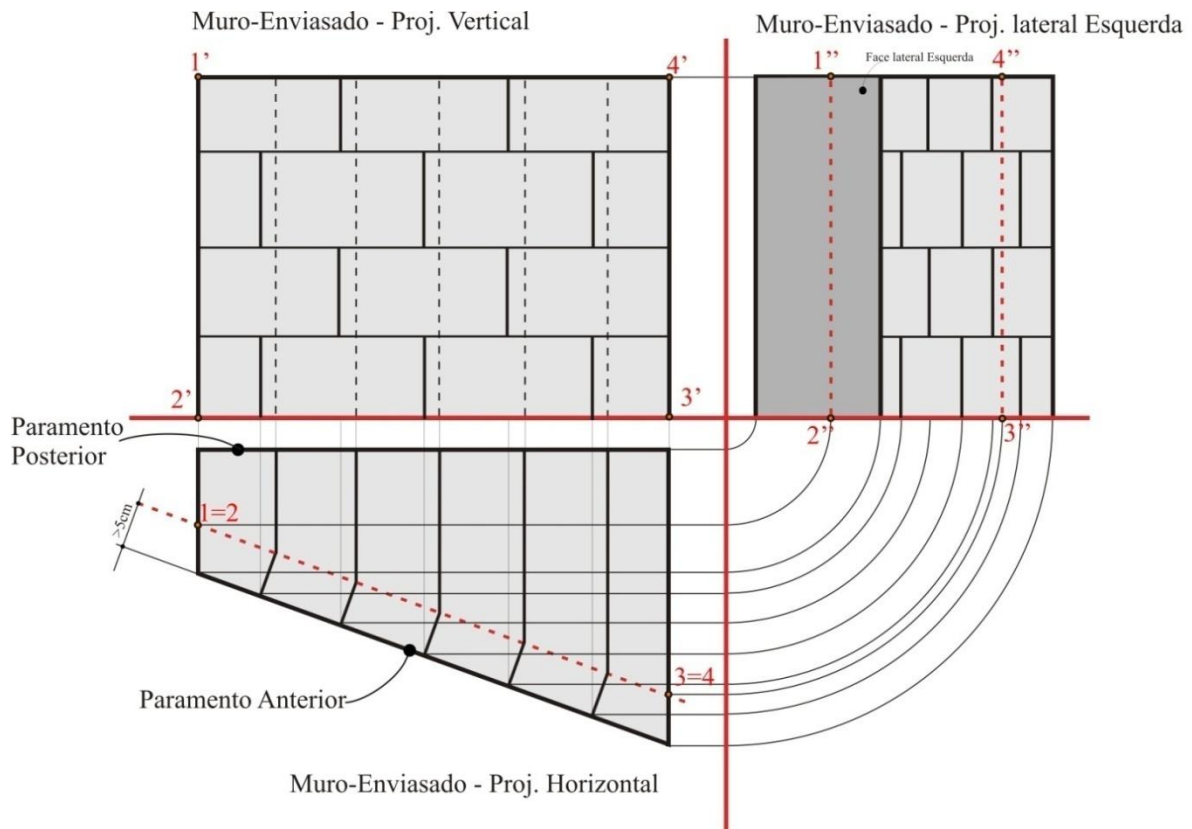 Muro-Enviasado - Proj. Vertical
Muro-Enviasado - Proj. lateral Esquerda
Face lateral Esquerda
1’
4’
1’’
4’’
2’
3’
2’’
3’’
Paramento
Posterior
>5cm
1=2
3=4
Paramento Anterior
Muro-Enviasado - Proj. Horizontal